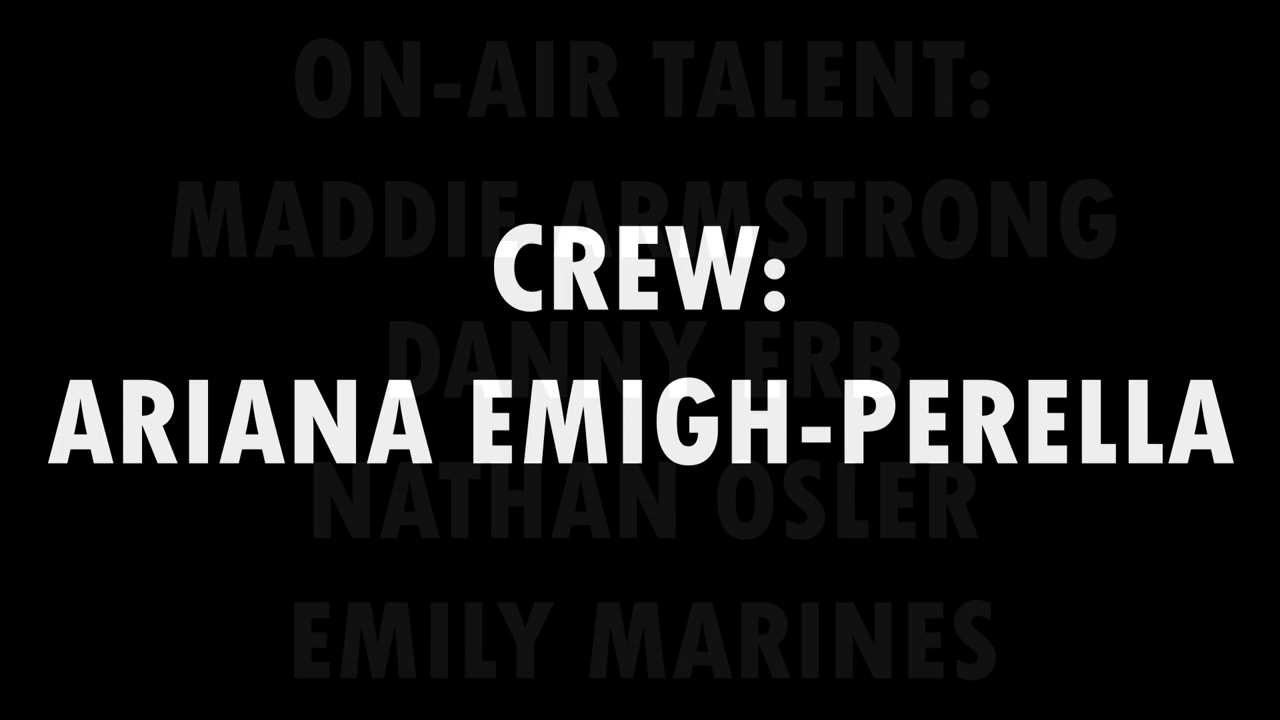 ON-AIR TALENT:
MADDIE ARMSTRONG
CREW:
DANNY ERB
ARIANA EMIGH-PERELLA
NATHAN OSLER
EMILY MARINES